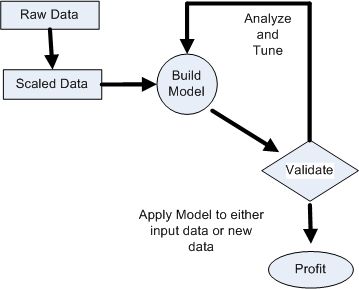 Raw Data
Analyze
and
Tune
Scaled Data
Build
Model
Validate
Apply Model to either
input data or new
data
Profit